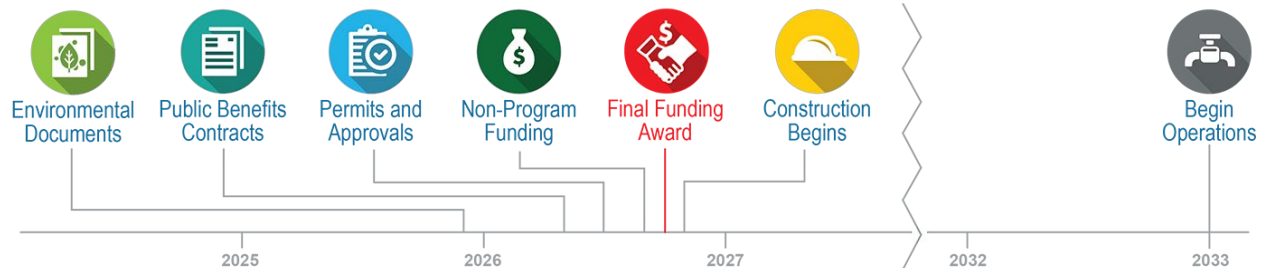 $
$
Environmental
Documents
Public Benefits
Contracts
Permits and
Approvals
Non-Program
Funding
Final Funding
Award
Construction
Begins
Begin
Operations
2025
2026
2027
2032
2033